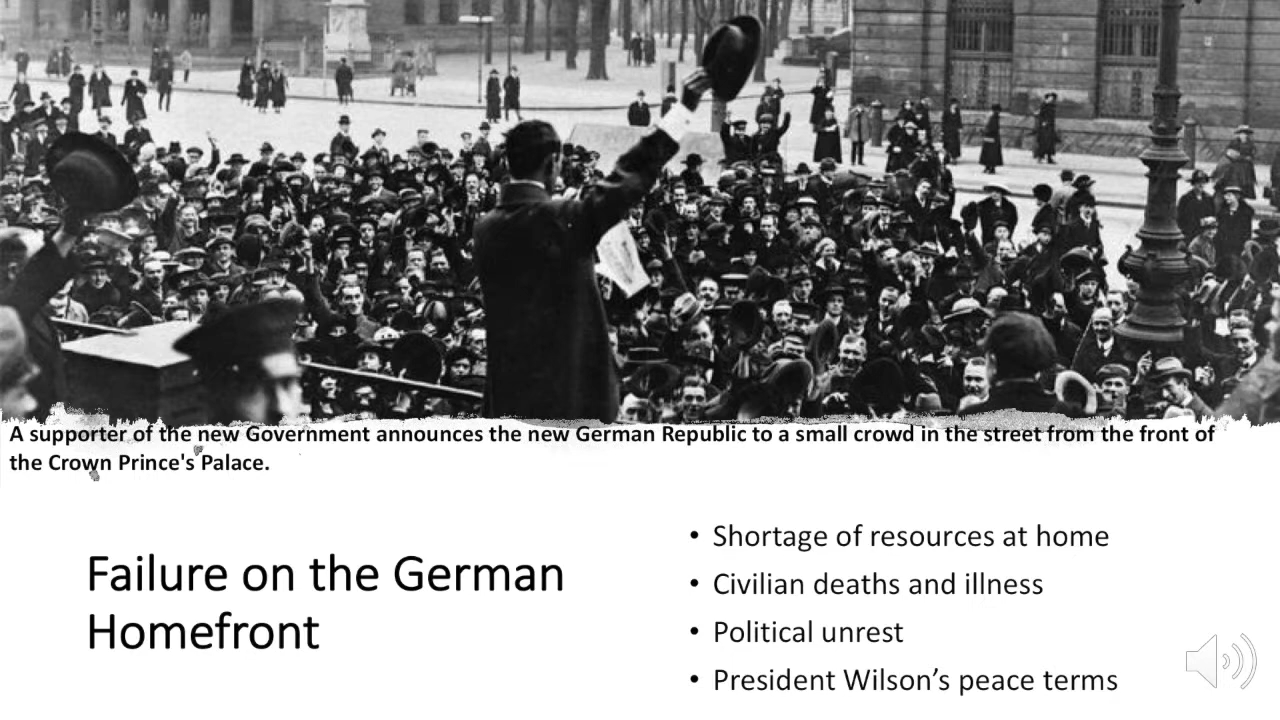 A supporter of the new Government announces the new German Republic to a small crowd in the street from the front of
the Crown Prince's Palace.
Failure on the German
Homefront
• Shortage of resources at home
• Civilian deaths and illness
• Political unrest
• President Wilson’s peace terms